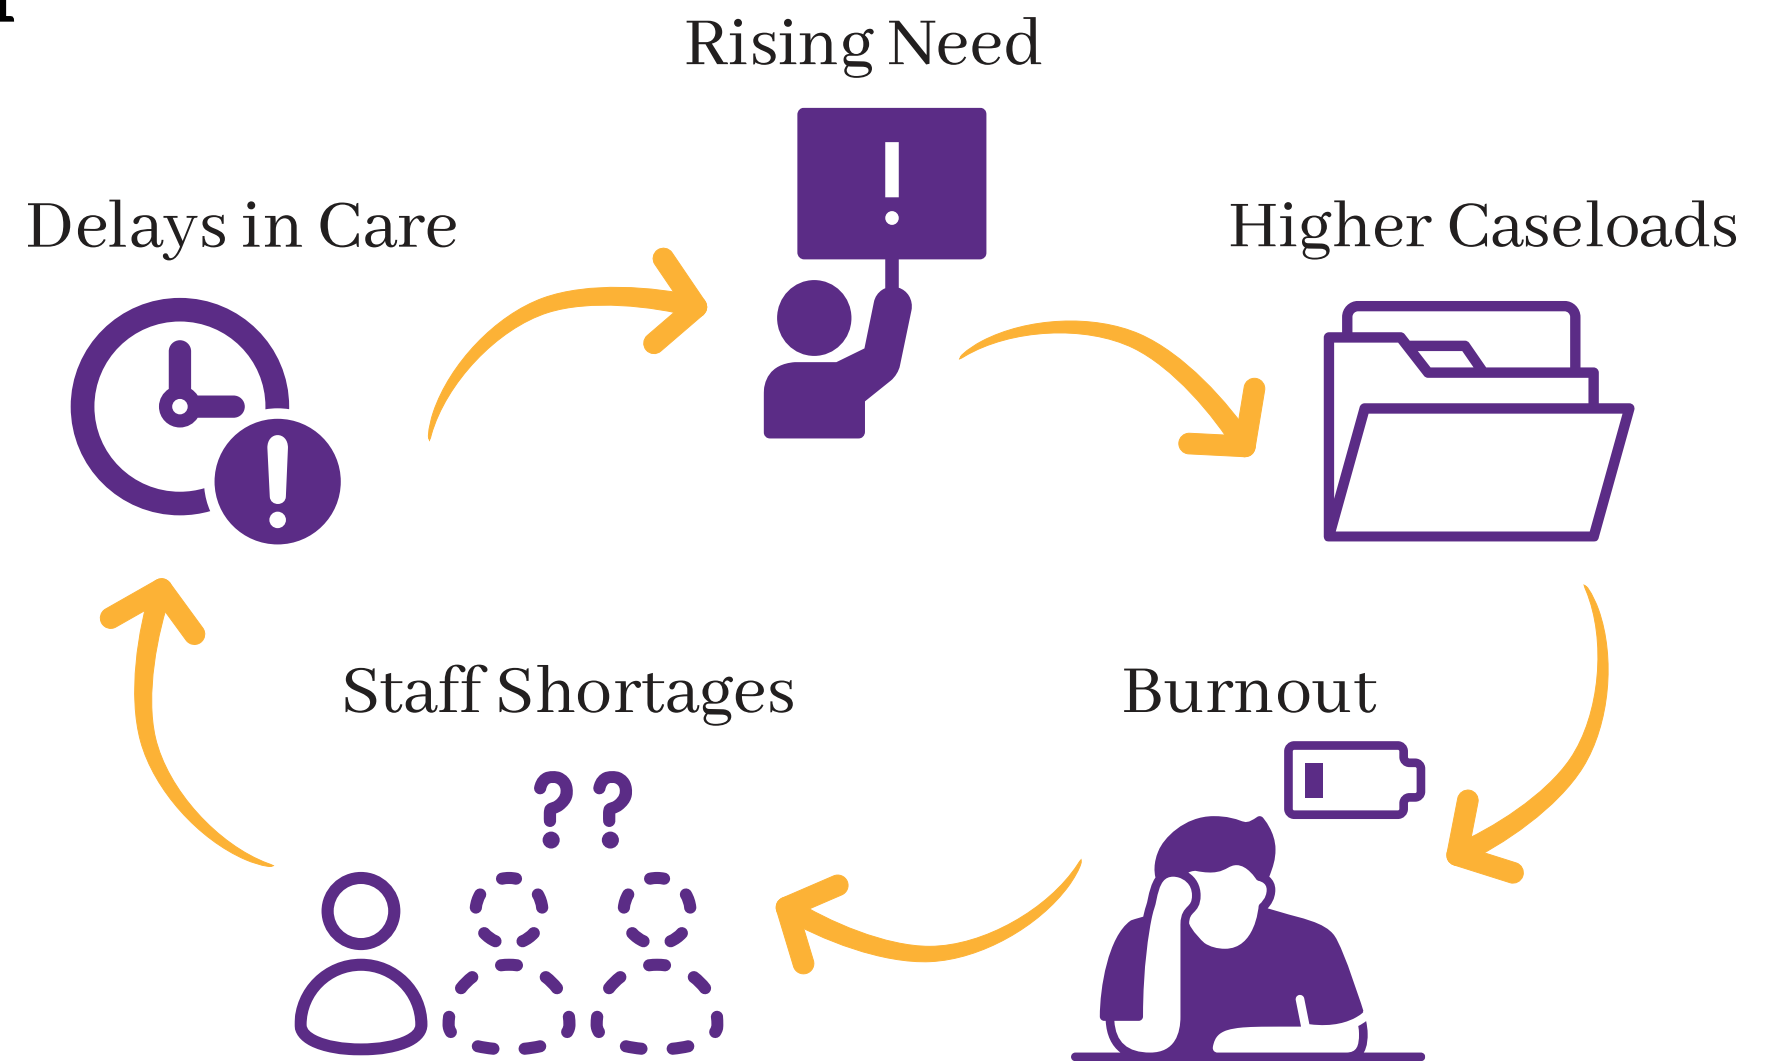 Rising Need
Delays in Care
Higher Caseloads
!
!
Staff Shortages
Burnout
??